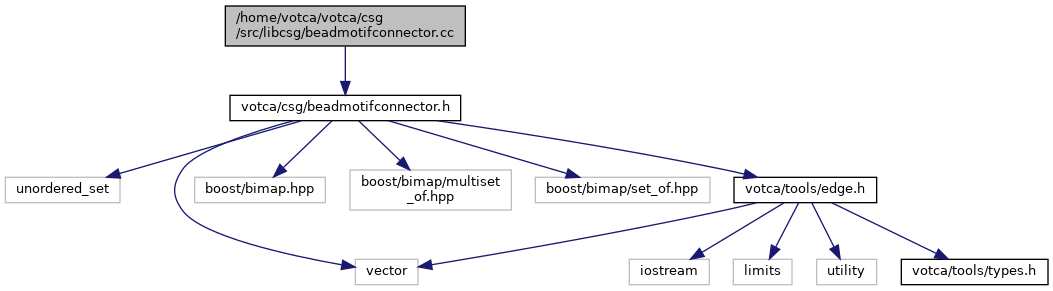 /home/votca/votca/csg
/src/libcsg/beadmotifconnector.cc
votca/csg/beadmotifconnector.h
unordered_set
boost/bimap.hpp
boost/bimap/multiset
_of.hpp
boost/bimap/set_of.hpp
votca/tools/edge.h
vector
iostream
limits
utility
votca/tools/types.h